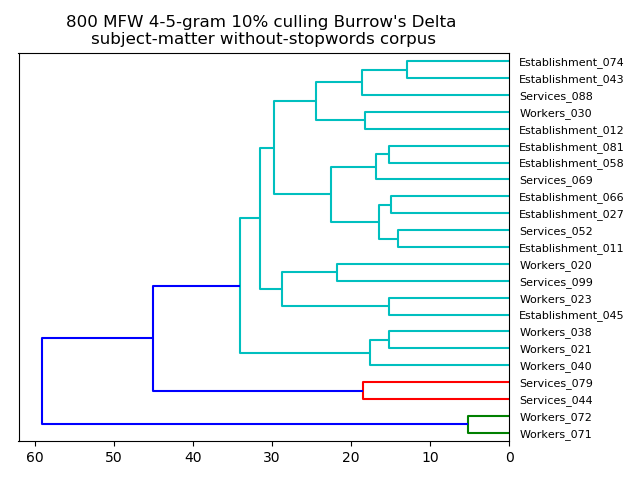 800 MFW 4-5-gram 10% culling Burrow's Delta
subject-matter without-stopwords corpus
Establishment_074
Establishment_043
Services_088
Workers_030
Establishment_012
Establishment_081
Establishment_058
Services_069
Establishment_066
Establishment_027
Services_052
Establishment_011
Workers_020
Services_099
Workers_023
Establishment_045
Workers_038
Workers_021
Workers_040
Services_079
Services_044
Workers_072
Workers_071
60 50 40 30 20 10 0